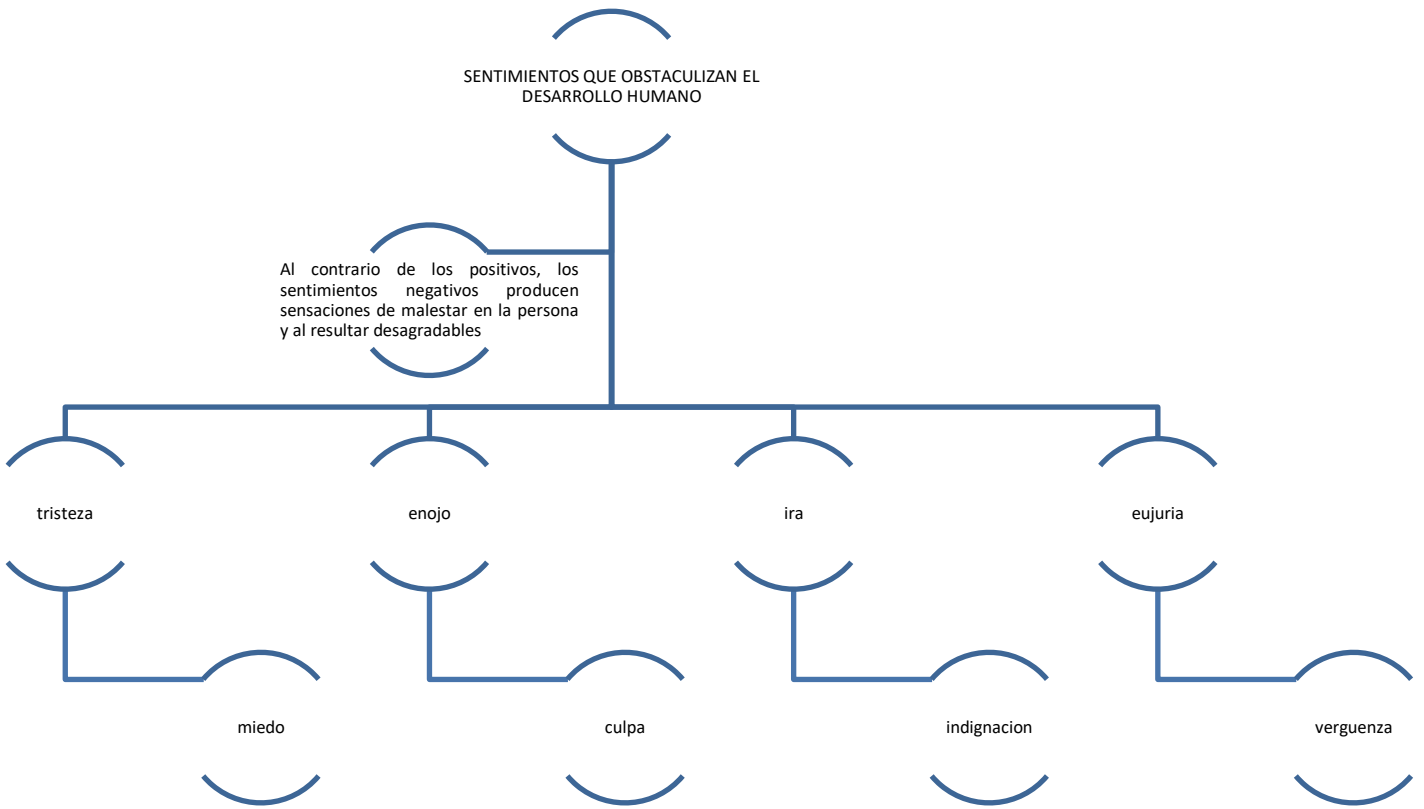 SENTIMIENTOS QUE OBSTACULIZAN EL
DESARROLLO HUMANO
Al contrario de los positivos, los
sentimientos negativos producen
sensaciones de malestar en la persona
y al resultar desagradables
tristeza
enojo
ira
eujuria
miedo
culpa
indignacion
verguenza